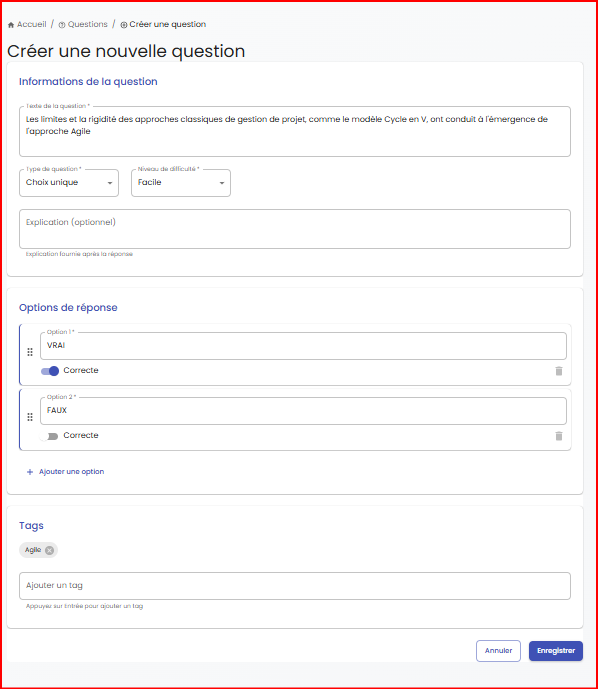 Accueil / Questions / Créer une question
Créer une nouvelle question
Informations de la question
Texte de la question *
Les limites et la rigidité des approches classiques de gestion de projet, comme le modèle Cycle en V, ont conduit à l'émergence de
l'approche Agile
Type de question * Niveau de difficulté *
Choix unique Facile
Explication (optionnel)
Explication fournie après la réponse
Options de réponse
Option 1 *
VRAI
Correcte
Option 2 *
FAUX
Correcte
+ Ajouter une option
Tags
Agile
Ajouter un tag
Appuyez sur Entrée pour ajouter un tag
Annuler Enregistrer